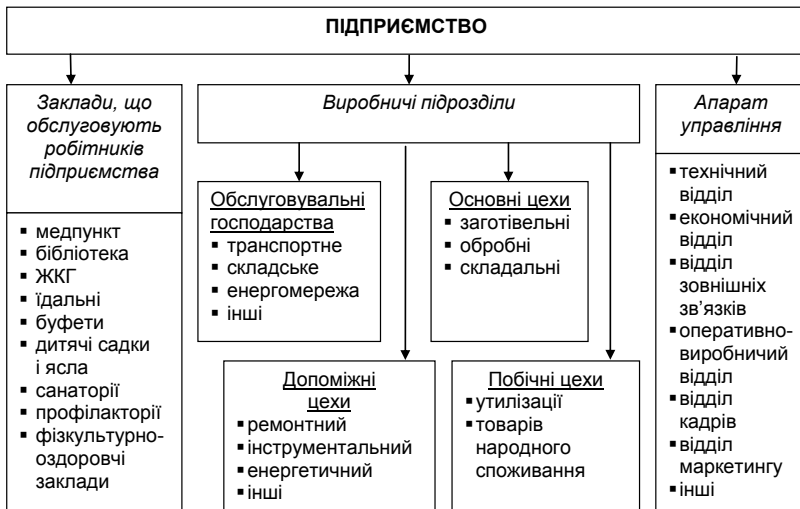 ПІДПРИЄМСТВО
Заклади, що
обслуговують
робітників
підприємства
▪ медпункт
▪ бібліотека
▪ ЖКГ
▪ їдальні
▪ буфети
▪ дитячі садки
і ясла
▪ санаторії
▪ профілакторії
▪ фізкультурно-
оздоровчі
заклади
Виробничі підрозділи
Обслуговувальні
господарства
▪ транспортне
▪ складське
▪ енергомережа
▪ інші
Основні цехи
▪ заготівельні
▪ обробні
▪ складальні
Допоміжні
цехи
▪ ремонтний
▪ інструментальний
▪ енергетичний
▪ інші
Побічні цехи
▪ утилізації
▪ товарів
народного
споживання
Апарат
управління
▪ технічний
відділ
▪ економічний
відділ
▪ відділ
зовнішніх
зв’язків
▪ оперативно-
виробничий
відділ
▪ відділ
кадрів
▪ відділ
маркетингу
▪ інші